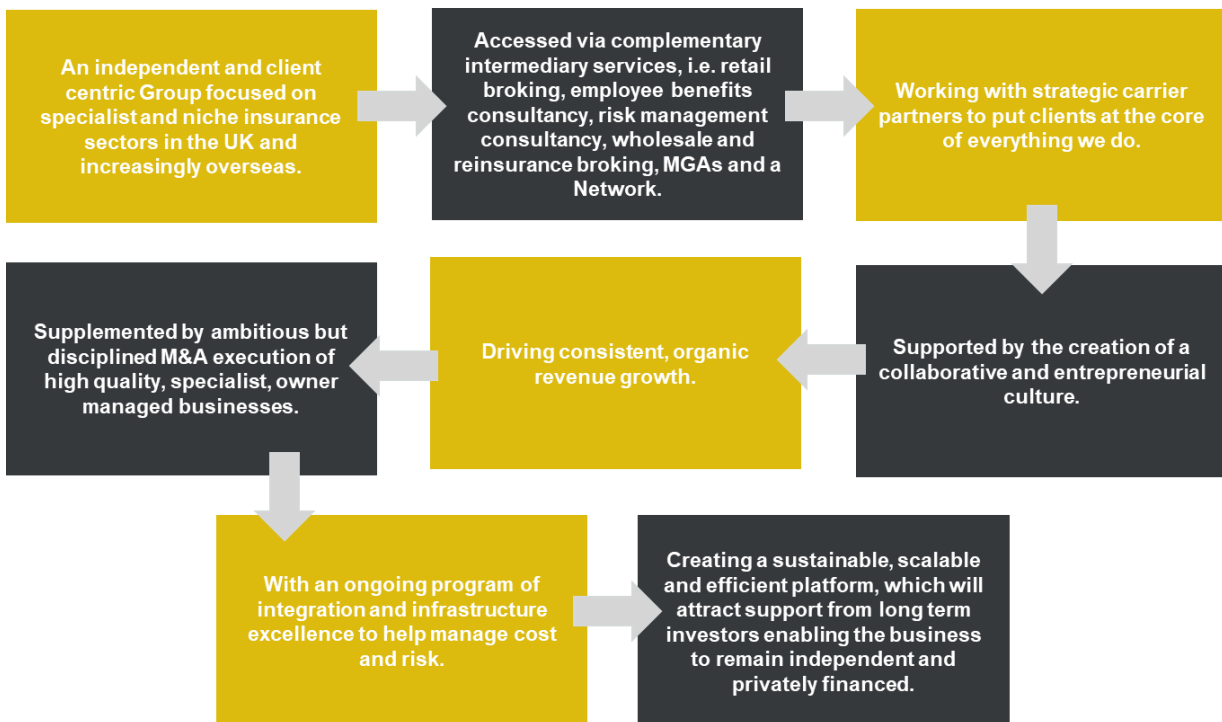 An independent and client
centric Group focused on
specialist and niche insurance
sectors in the UK and
increasingly overseas.
Accessed via complementary
intermediary services, i.e. retail
broking, employee benefits
consultancy, risk management
consultancy, wholesale and
reinsurance broking, MGAs and a
Network.
Working with strategic carrier
partners to put clients at the core
of everything we do.
Supported by the creation of a
collaborative and entrepreneurial
culture.
Driving consistent, organic
revenue growth.
Supplemented by ambitious but
disciplined M&A execution of
high quality, specialist, owner
managed businesses.
With an ongoing program of
integration and infrastructure
excellence to help manage cost
and risk.
Creating a sustainable, scalable
and efficient platform, which will
attract support from long term
investors enabling the business
to remain independent and
privately financed.